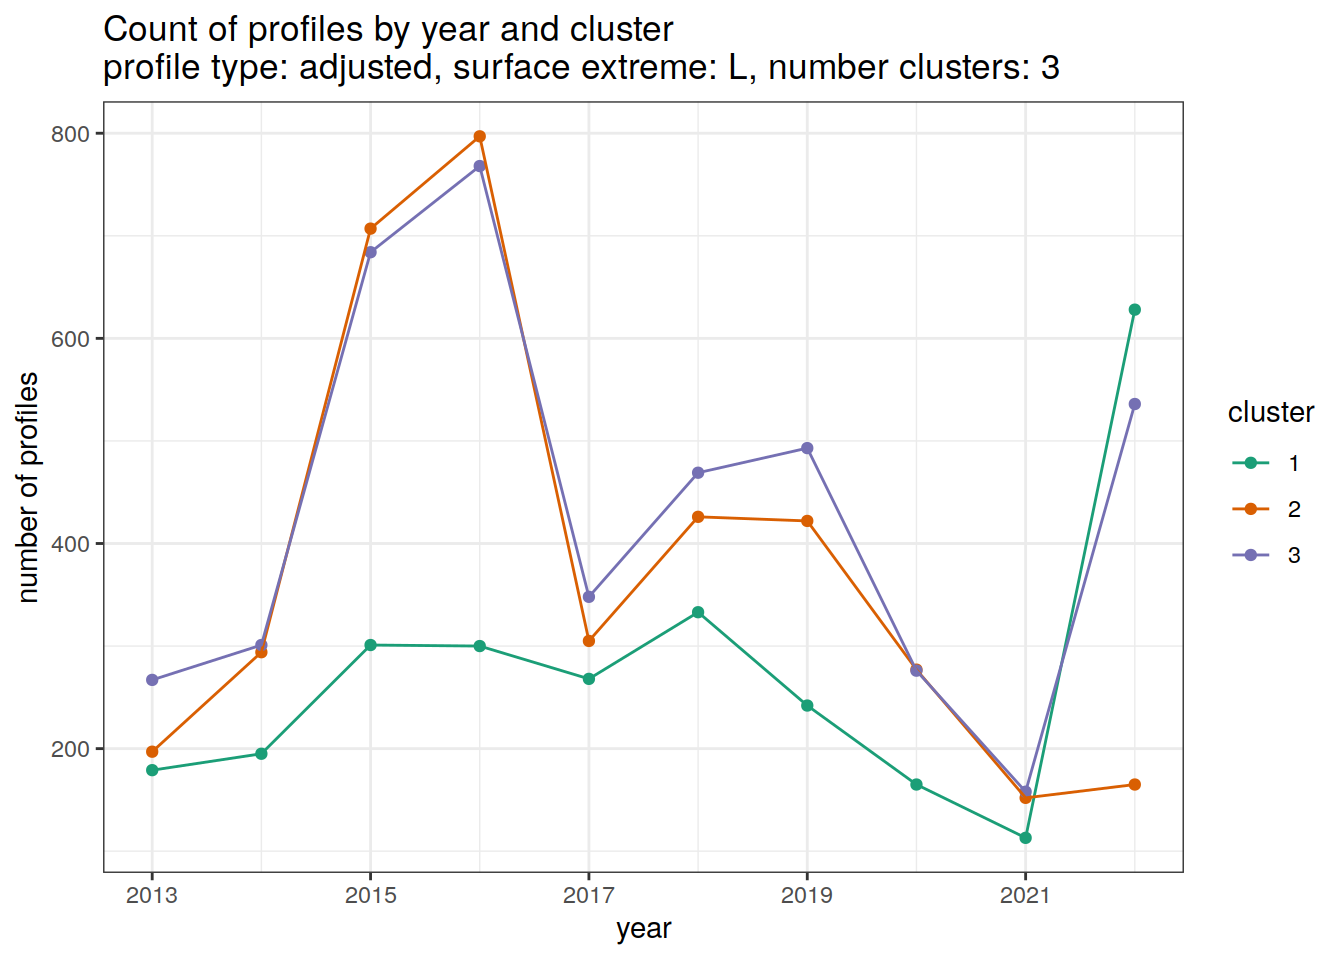 Count of profiles by year and cluster
profile type: adjusted, surface extreme: L, number clusters: 3
800
600
400
200
number of profiles
2013
2015
2017
2019
2021
year
cluster
1
2
3